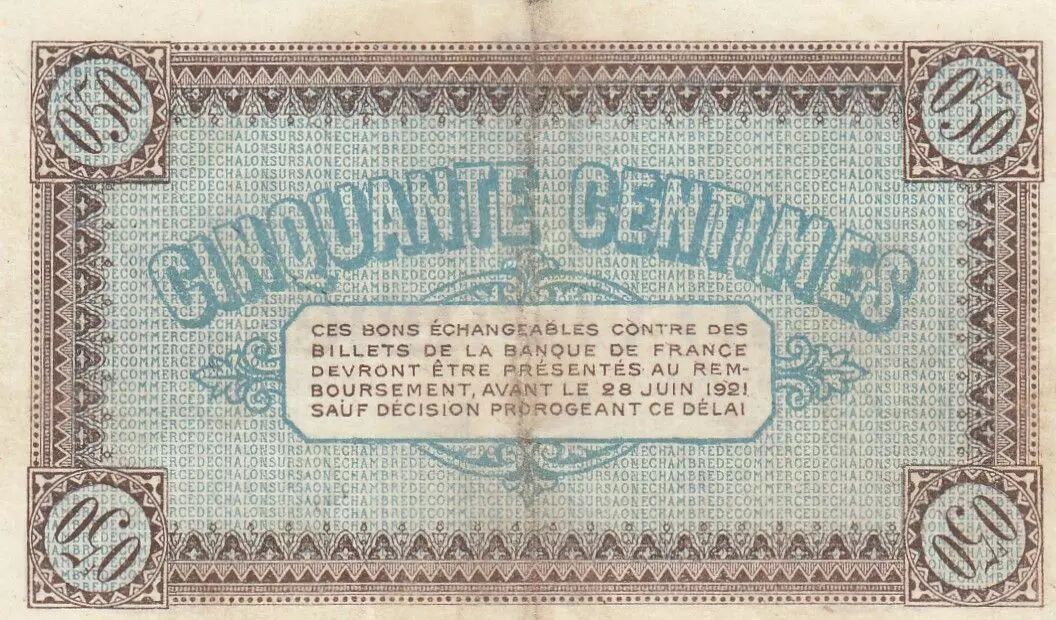 0,50 0,50
CINQUANTE CENTIMES
CES BONS ÉCHANGEABLES CONTRE DES
BILLETS DE LA BANQUE DE FRANCE
DEVRONT ÊTRE PRÉSENTÉS AU REM-
BOURSEMENT, AVANT LE 28 JUIN 1921
SAUF DÉCISION PROROGEANT CE DÉLAI
0,50 0,50